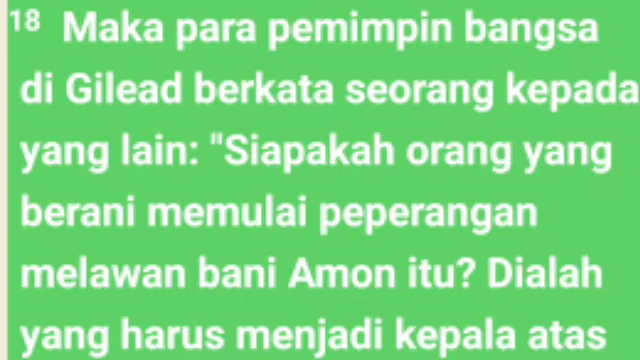 18 Maka para pemimpin bangsa
di Gilead berkata seorang kepada
yang lain: "Siapakah orang yang
berani memulai peperangan
melawan bani Amon itu? Dialah
yang harus menjadi kepala atas